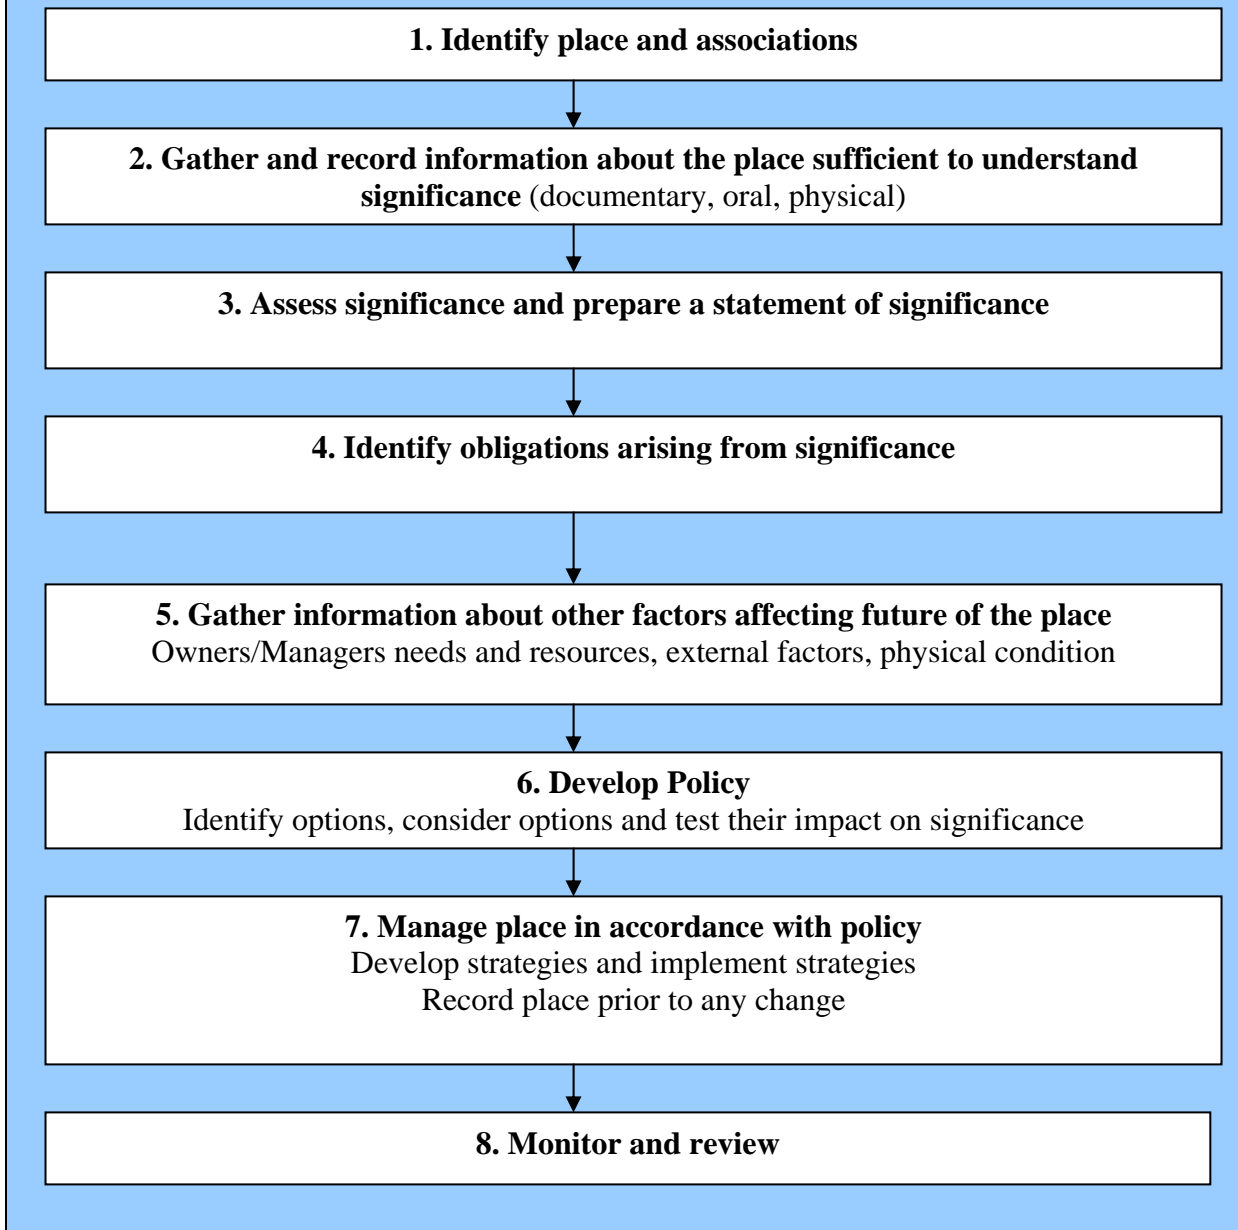 1. Identify place and associations
2. Gather and record information about the place sufficient to understand
significance (documentary, oral, physical)
3. Assess significance and prepare a statement of significance
4. Identify obligations arising from significance
5. Gather information about other factors affecting future of the place
Owners/Managers needs and resources, external factors, physical condition
6. Develop Policy
Identify options, consider options and test their impact on significance
7. Manage place in accordance with policy
Develop strategies and implement strategies
Record place prior to any change
8. Monitor and review